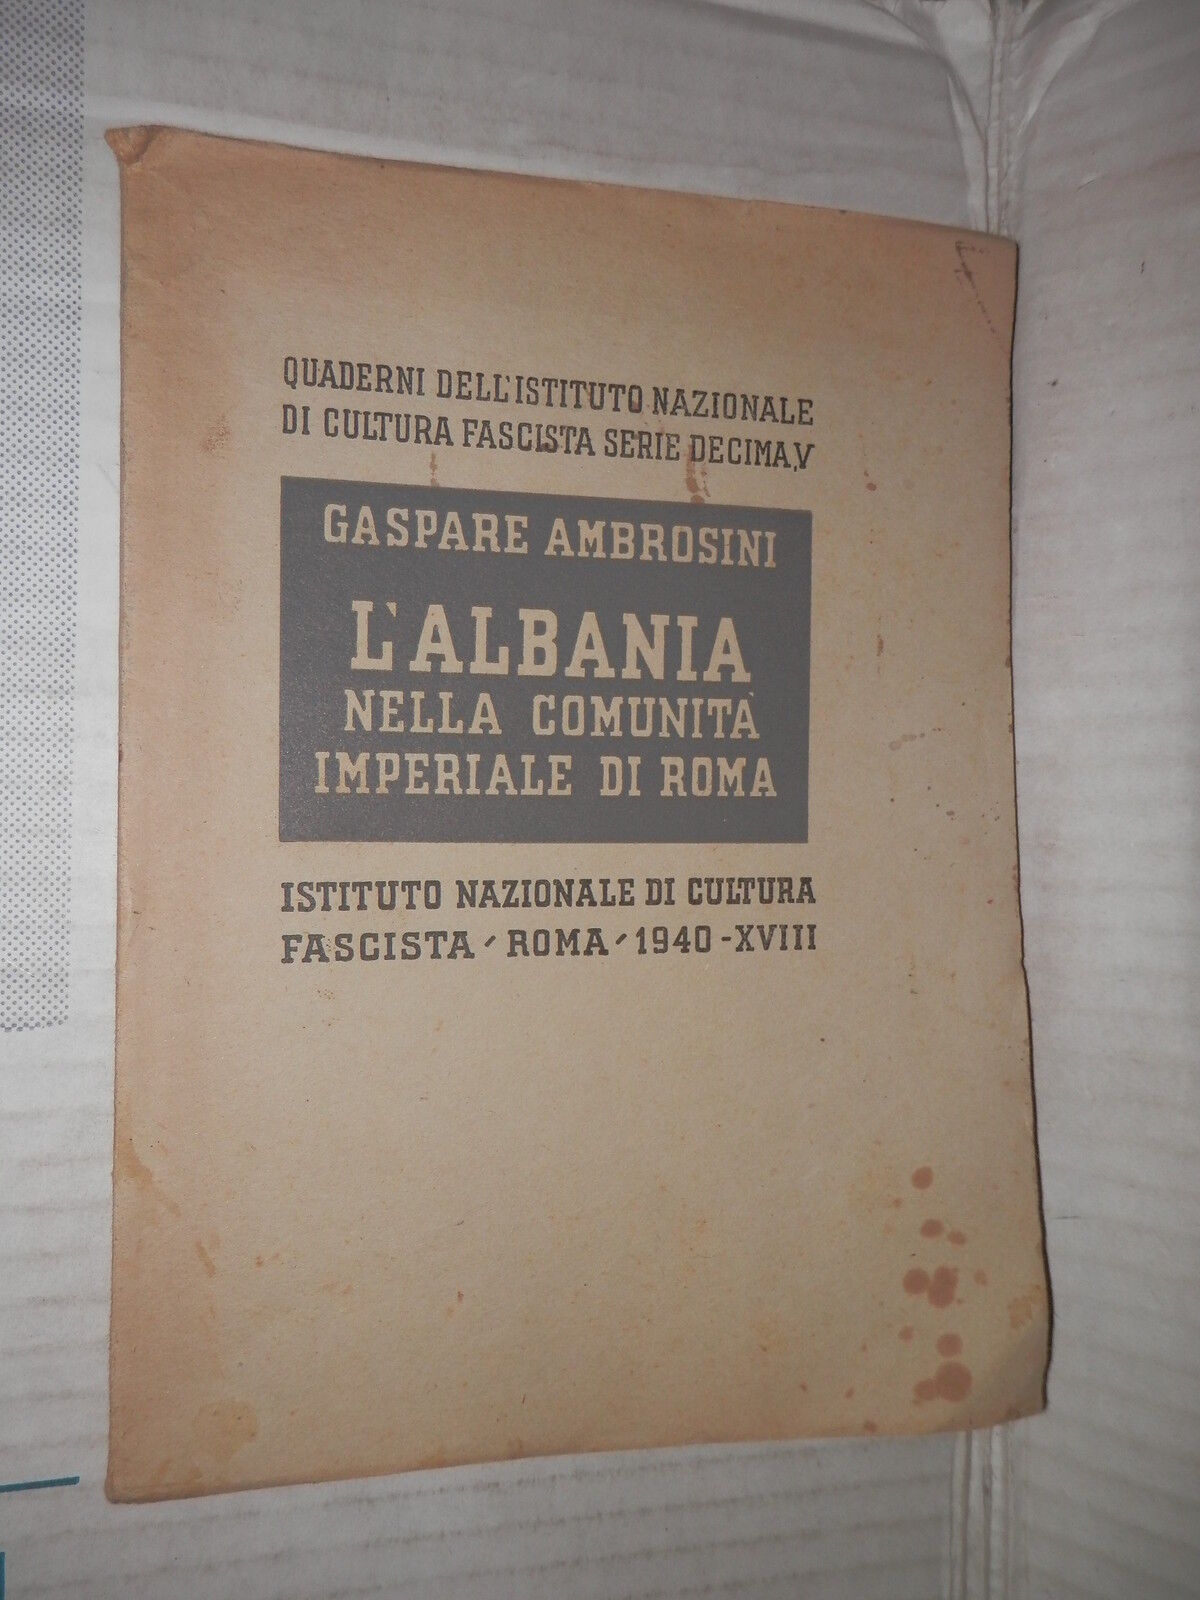 QUADERNI DELL'ISTITUTO NAZIONALE
DI CULTURA FASCISTA SERIE DECIMA, V
GASPARE AMBROSINI
L'ALBANIA
NELLA COMUNITÀ
IMPERIALE DI ROMA
ISTITUTO NAZIONALE DI CULTURA
FASCISTA - ROMA - 1940 - XVIII